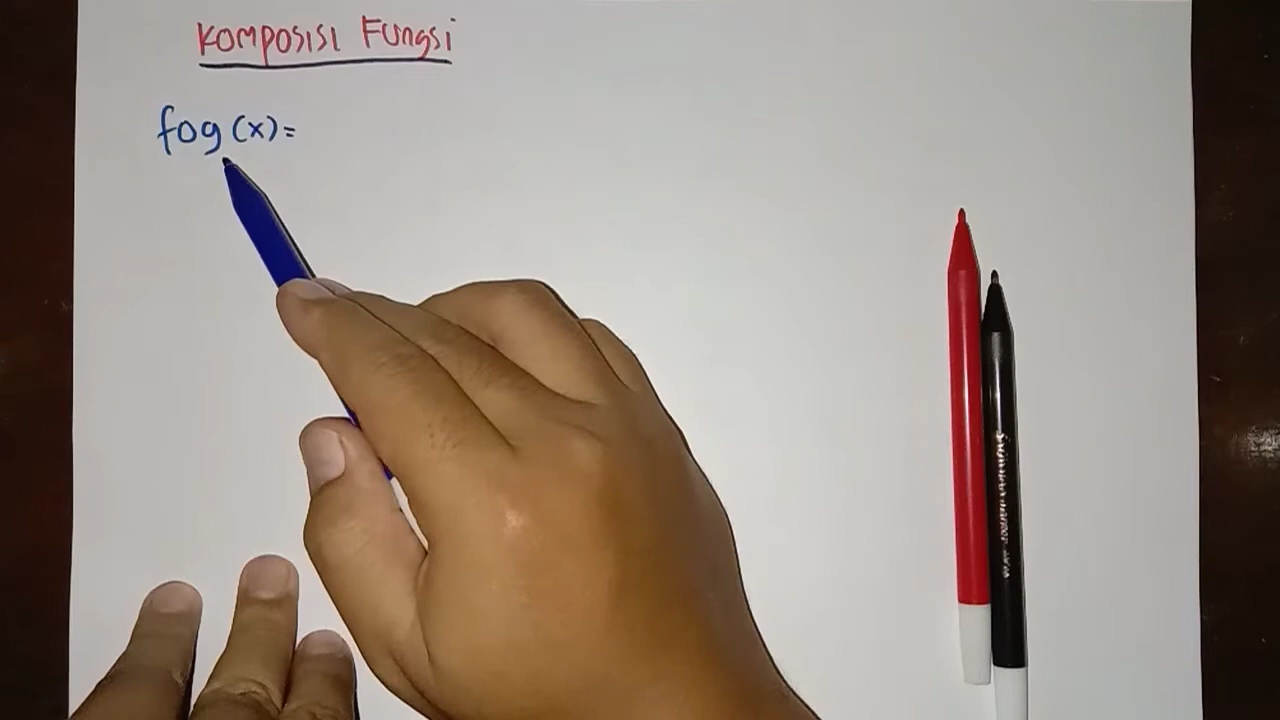 Komposisi Fungsi
fog (x) =